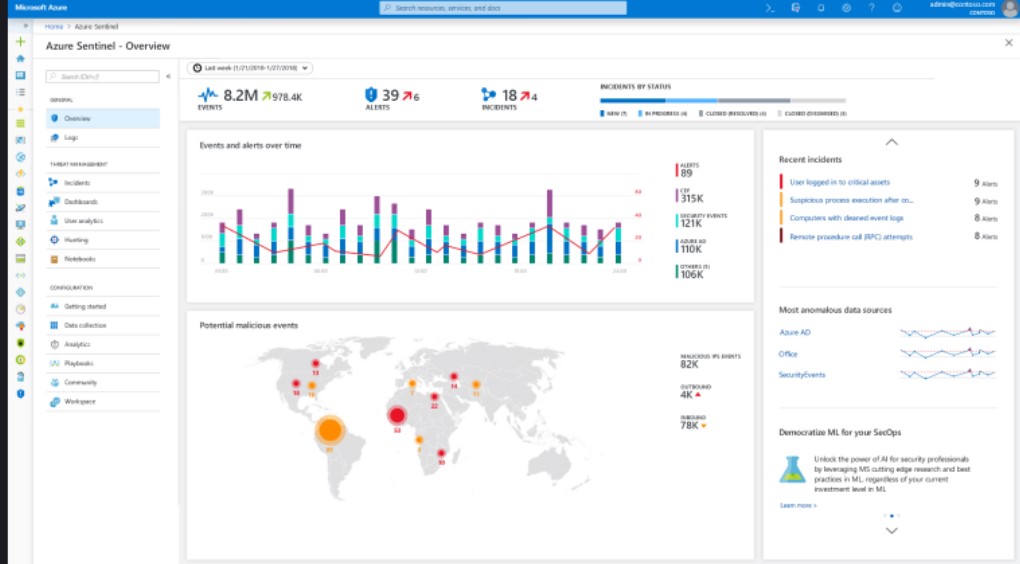 Microsoft Azure
Search resources, services, and docs
admin@contoso.com
CONTOSO
Home > Azure Sentinel
Azure Sentinel - Overview
Search (Ctrl+/)
GENERAL
Overview
Logs
THREAT MANAGEMENT
Incidents
Dashboards
User analytics
Hunting
Notebooks
CONFIGURATION
Getting started
Data collection
Analytics
Playbooks
Community
Workspace
Last week (1/21/2018-1/27/2018)
8.2M 978.4K
EVENTS
39 6
ALERTS
18 4
INCIDENTS
INCIDENTS BY STATUS
NEW (7) IN PROGRESS (4) CLOSED (RESOLVED) (4) CLOSED (DISMISSED) (3)
Events and alerts over time
60
40
20
0
0
ALERTS
89
CEF
315K
SECURITY EVENTS
121K
AZURE AD
110K
OTHERS (5)
106K
Potential malicious events
14
22
53
MALICIOUS IPS EVENTS
82K
OUTBOUND
4K
INBOUND
78K
Recent incidents
User logged in to critical assets 9 Alerts
Suspicious process execution after co... 9 Alerts
Computers with cleaned event logs 8 Alerts
Remote procedure call (RPC) attempts 8 Alerts
Most anomalous data sources
Azure AD
Office
SecurityEvents
Democratize ML for your SecOps
Unlock the power of AI for security professionals
by leveraging MS cutting edge research and best
practices in ML, regardless of your current
investment level in ML
Learn more >